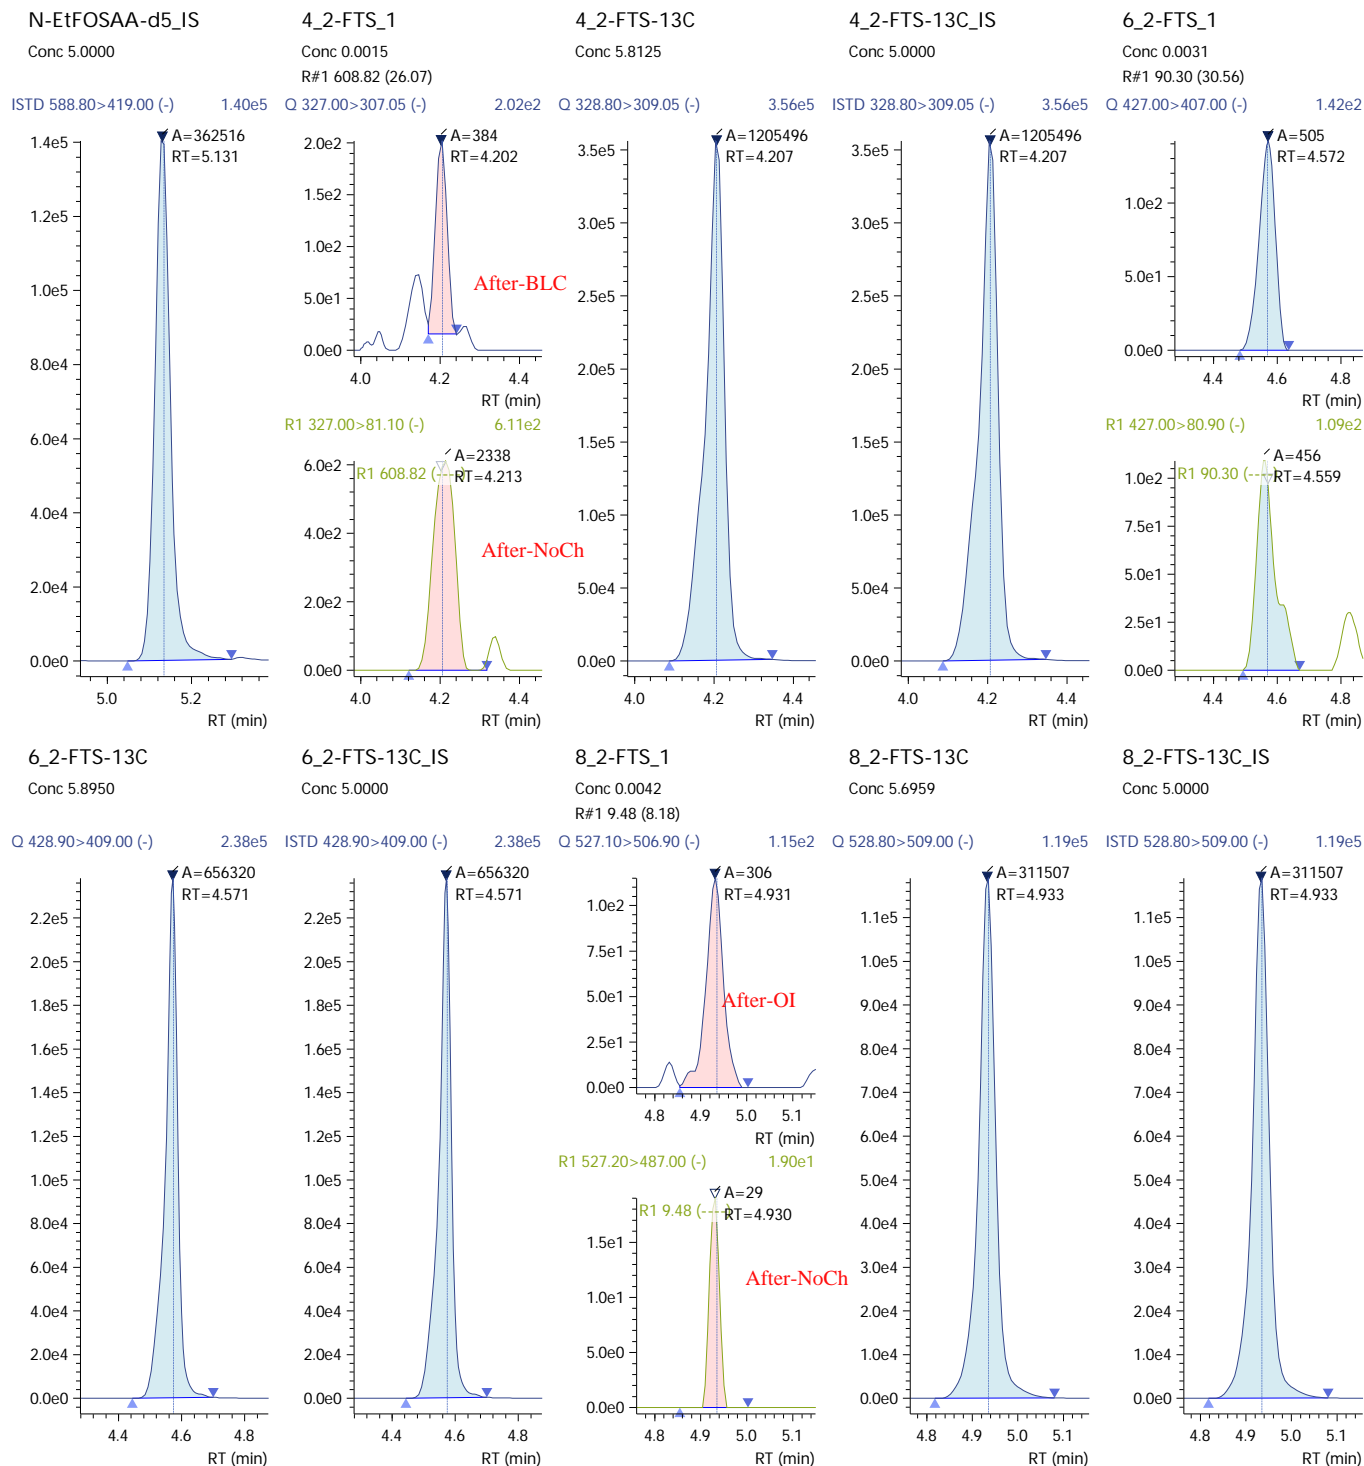 N-EtFOSAA-d5_IS
Conc 5.0000
ISTD 588.80>419.00 (-) 1.40e5
A=362516
RT=5.131
1.4e5
1.2e5
1.0e5
8.0e4
6.0e4
4.0e4
2.0e4
0.0e0
5.0 5.2
RT (min)
4_2-FTS_1
Conc 0.0015
R#1 608.82 (26.07)
Q 327.00>307.05 (-) 2.02e2
A=384
RT=4.202
2.0e2
1.5e2
1.0e2
5.0e1
0.0e0
After-BLC
4.0 4.2 4.4
RT (min)
R1 327.00>81.10 (-) 6.11e2
A=2338
RT=4.213
R1 608.82 (----)
6.0e2
4.0e2
2.0e2
0.0e0
After-NoCh
4.0 4.2 4.4
RT (min)
4_2-FTS-13C
Conc 5.8125
Q 328.80>309.05 (-) 3.56e5
A=1205496
RT=4.207
3.5e5
3.0e5
2.5e5
2.0e5
1.5e5
1.0e5
5.0e4
0.0e0
4.0 4.2 4.4
RT (min)
4_2-FTS-13C_IS
Conc 5.0000
ISTD 328.80>309.05 (-) 3.56e5
A=1205496
RT=4.207
3.5e5
3.0e5
2.5e5
2.0e5
1.5e5
1.0e5
5.0e4
0.0e0
4.0 4.2 4.4
RT (min)
6_2-FTS_1
Conc 0.0031
R#1 90.30 (30.56)
Q 427.00>407.00 (-) 1.42e2
A=505
RT=4.572
1.0e2
5.0e1
0.0e0
4.4 4.6 4.8
RT (min)
R1 427.00>80.90 (-) 1.09e2
A=456
RT=4.559
R1 90.30 (----)
1.0e2
7.5e1
5.0e1
2.5e1
0.0e0
4.4 4.6 4.8
RT (min)
6_2-FTS-13C
Conc 5.8950
Q 428.90>409.00 (-) 2.38e5
A=656320
RT=4.571
2.2e5
2.0e5
1.8e5
1.6e5
1.4e5
1.2e5
1.0e5
8.0e4
6.0e4
4.0e4
2.0e4
0.0e0
4.4 4.6 4.8
RT (min)
6_2-FTS-13C_IS
Conc 5.0000
ISTD 428.90>409.00 (-) 2.38e5
A=656320
RT=4.571
2.2e5
2.0e5
1.8e5
1.6e5
1.4e5
1.2e5
1.0e5
8.0e4
6.0e4
4.0e4
2.0e4
0.0e0
4.4 4.6 4.8
RT (min)
8_2-FTS_1
Conc 0.0042
R#1 9.48 (8.18)
Q 527.10>506.90 (-) 1.15e2
A=306
RT=4.931
1.0e2
7.5e1
5.0e1
2.5e1
0.0e0
After-OI
4.8 4.9 5.0 5.1
RT (min)
R1 527.20>487.00 (-) 1.90e1
A=29
RT=4.930
R1 9.48 (----)
1.5e1
1.0e1
5.0e0
0.0e0
After-NoCh
4.8 4.9 5.0 5.1
RT (min)
8_2-FTS-13C
Conc 5.6959
Q 528.80>509.00 (-) 1.19e5
A=311507
RT=4.933
1.1e5
1.0e5
9.0e4
8.0e4
7.0e4
6.0e4
5.0e4
4.0e4
3.0e4
2.0e4
1.0e4
0.0e0
4.8 4.9 5.0 5.1
RT (min)
8_2-FTS-13C_IS
Conc 5.0000
ISTD 528.80>509.00 (-) 1.19e5
A=311507
RT=4.933
1.1e5
1.0e5
9.0e4
8.0e4
7.0e4
6.0e4
5.0e4
4.0e4
3.0e4
2.0e4
1.0e4
0.0e0
4.8 4.9 5.0 5.1
RT (min)